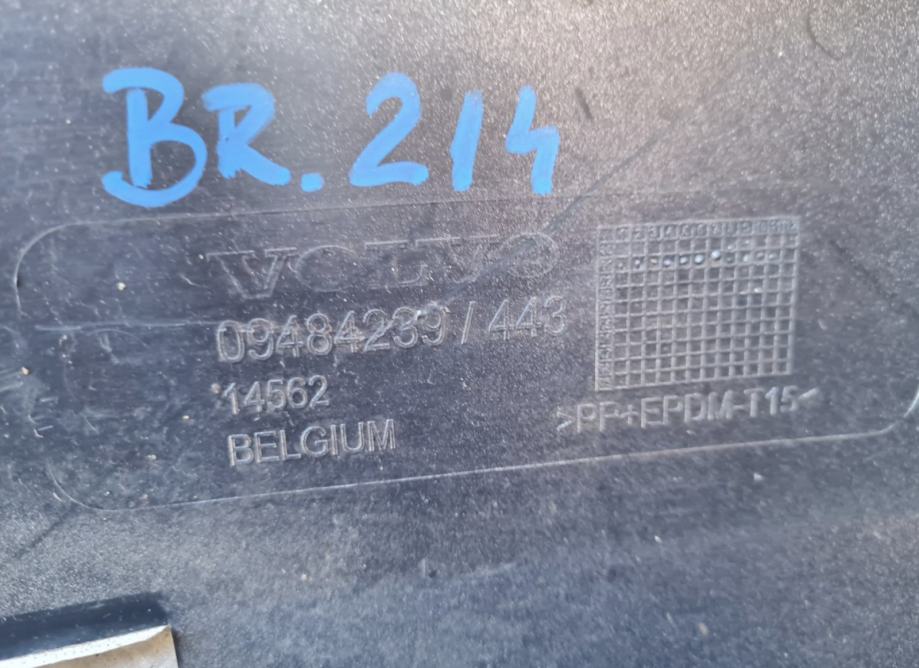 BR.214
VOLVO
09484239 / 443
14562
BELGIUM
>PP+EPDM-T15<